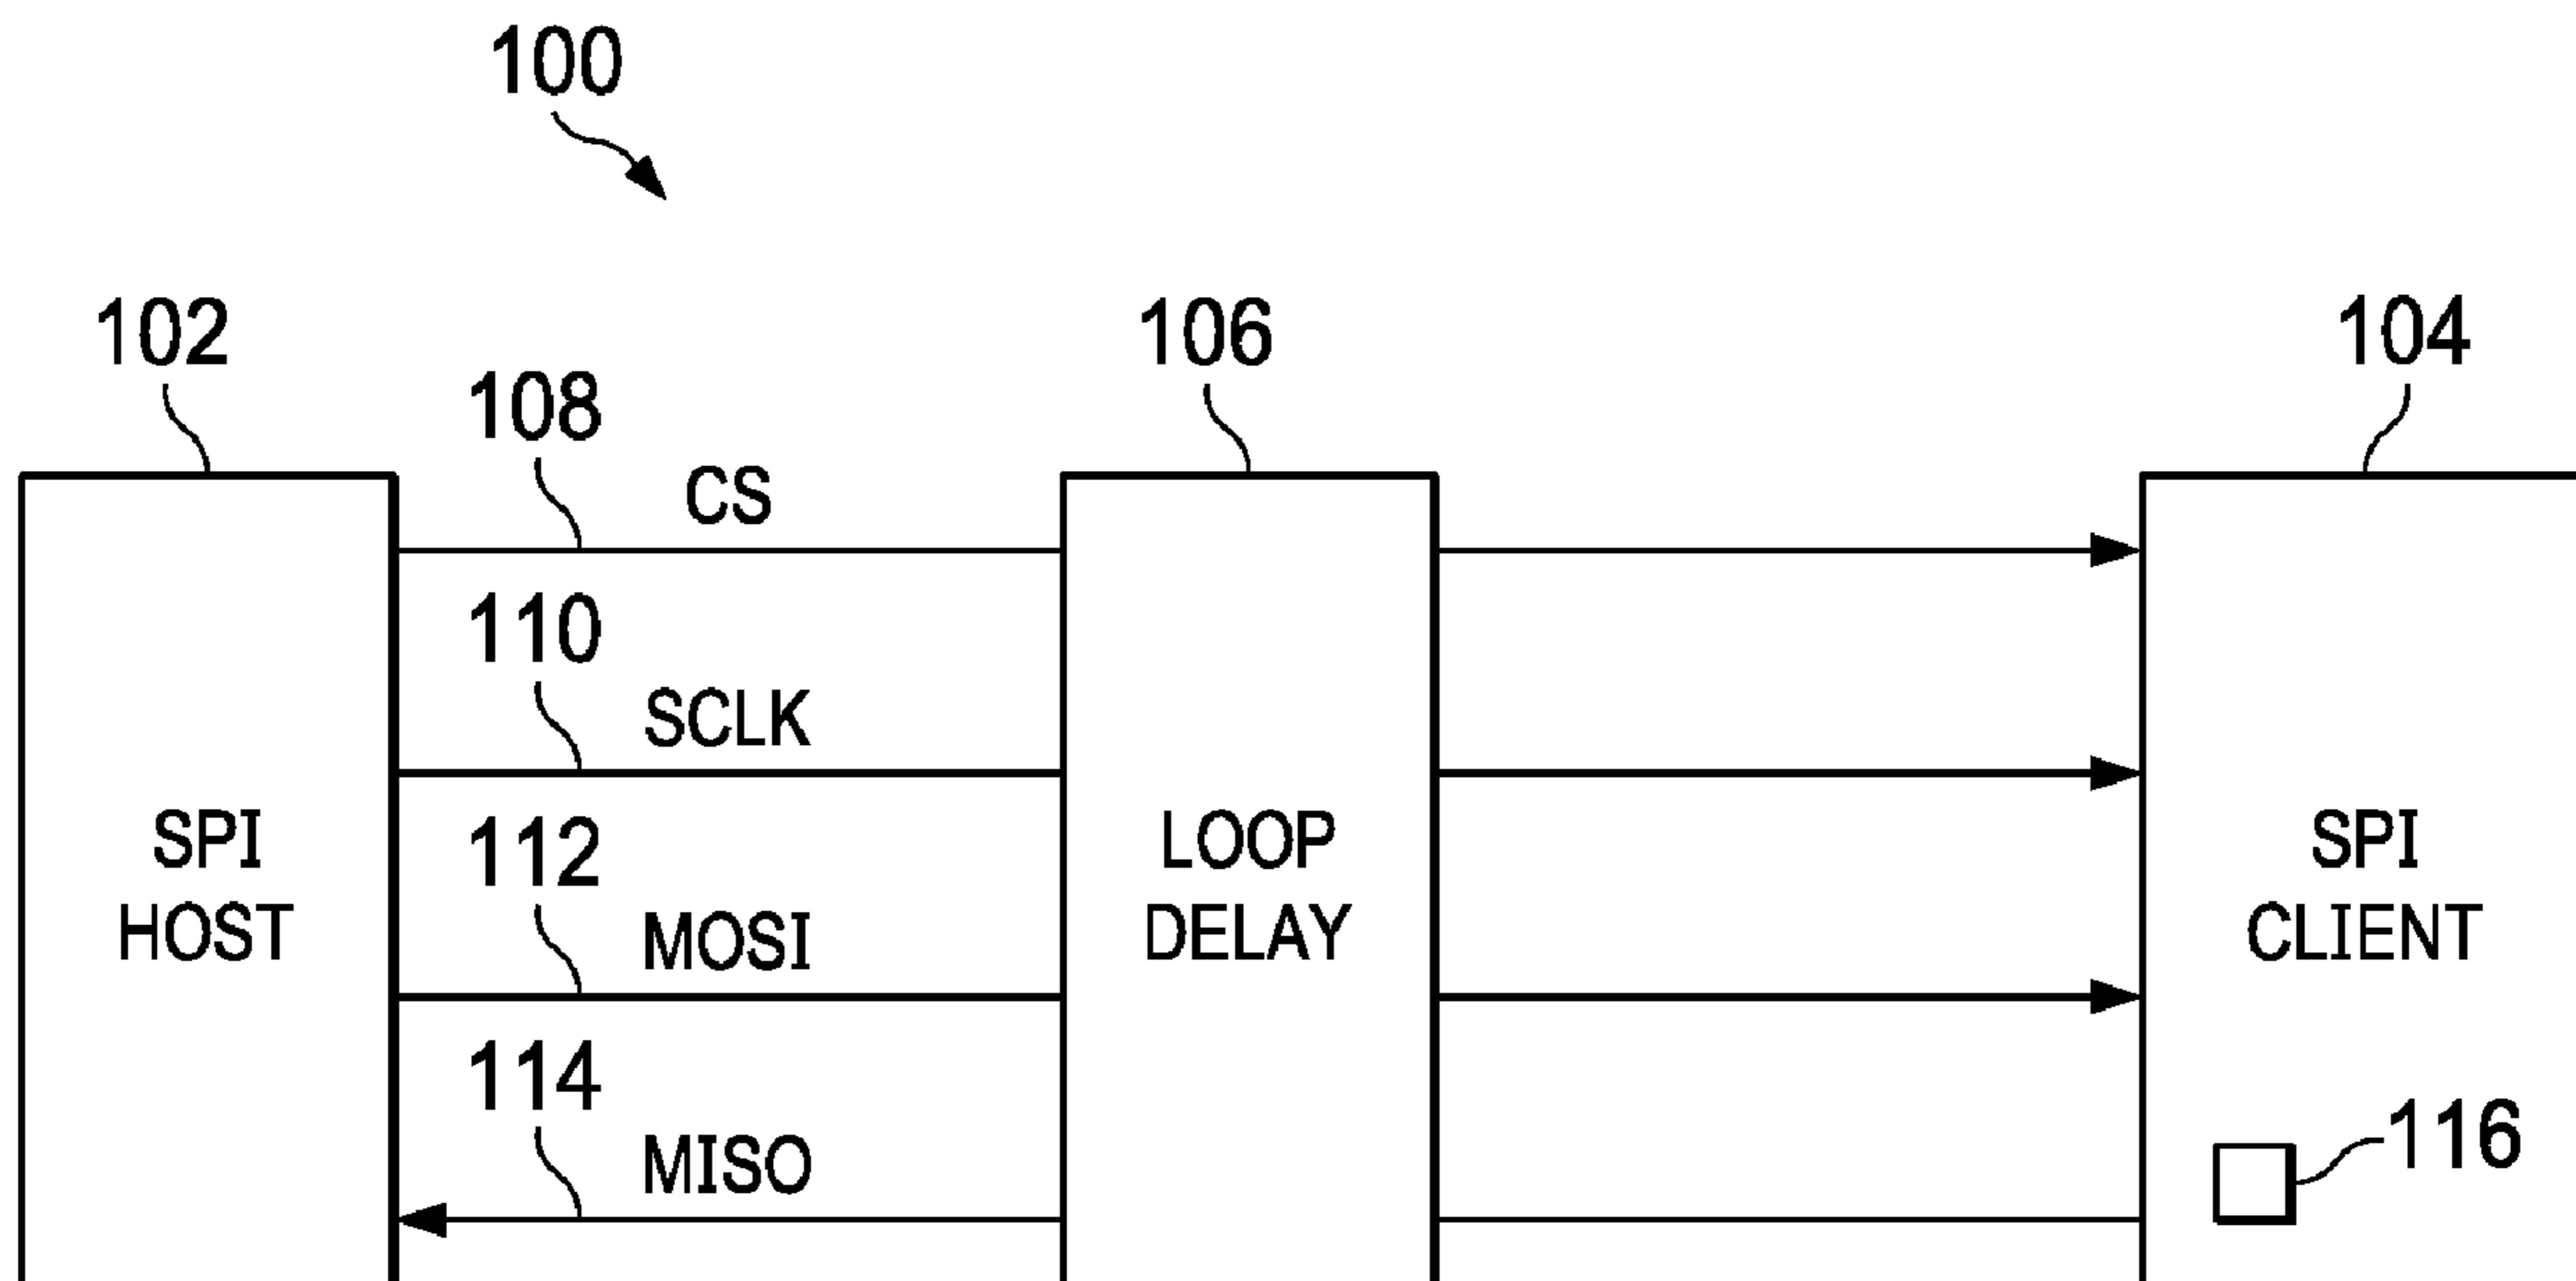 100
102
106
104
108
CS
110
SCLK
SPI
HOST
LOOP
DELAY
SPI
CLIENT
112
MOSI
114
MISO
116